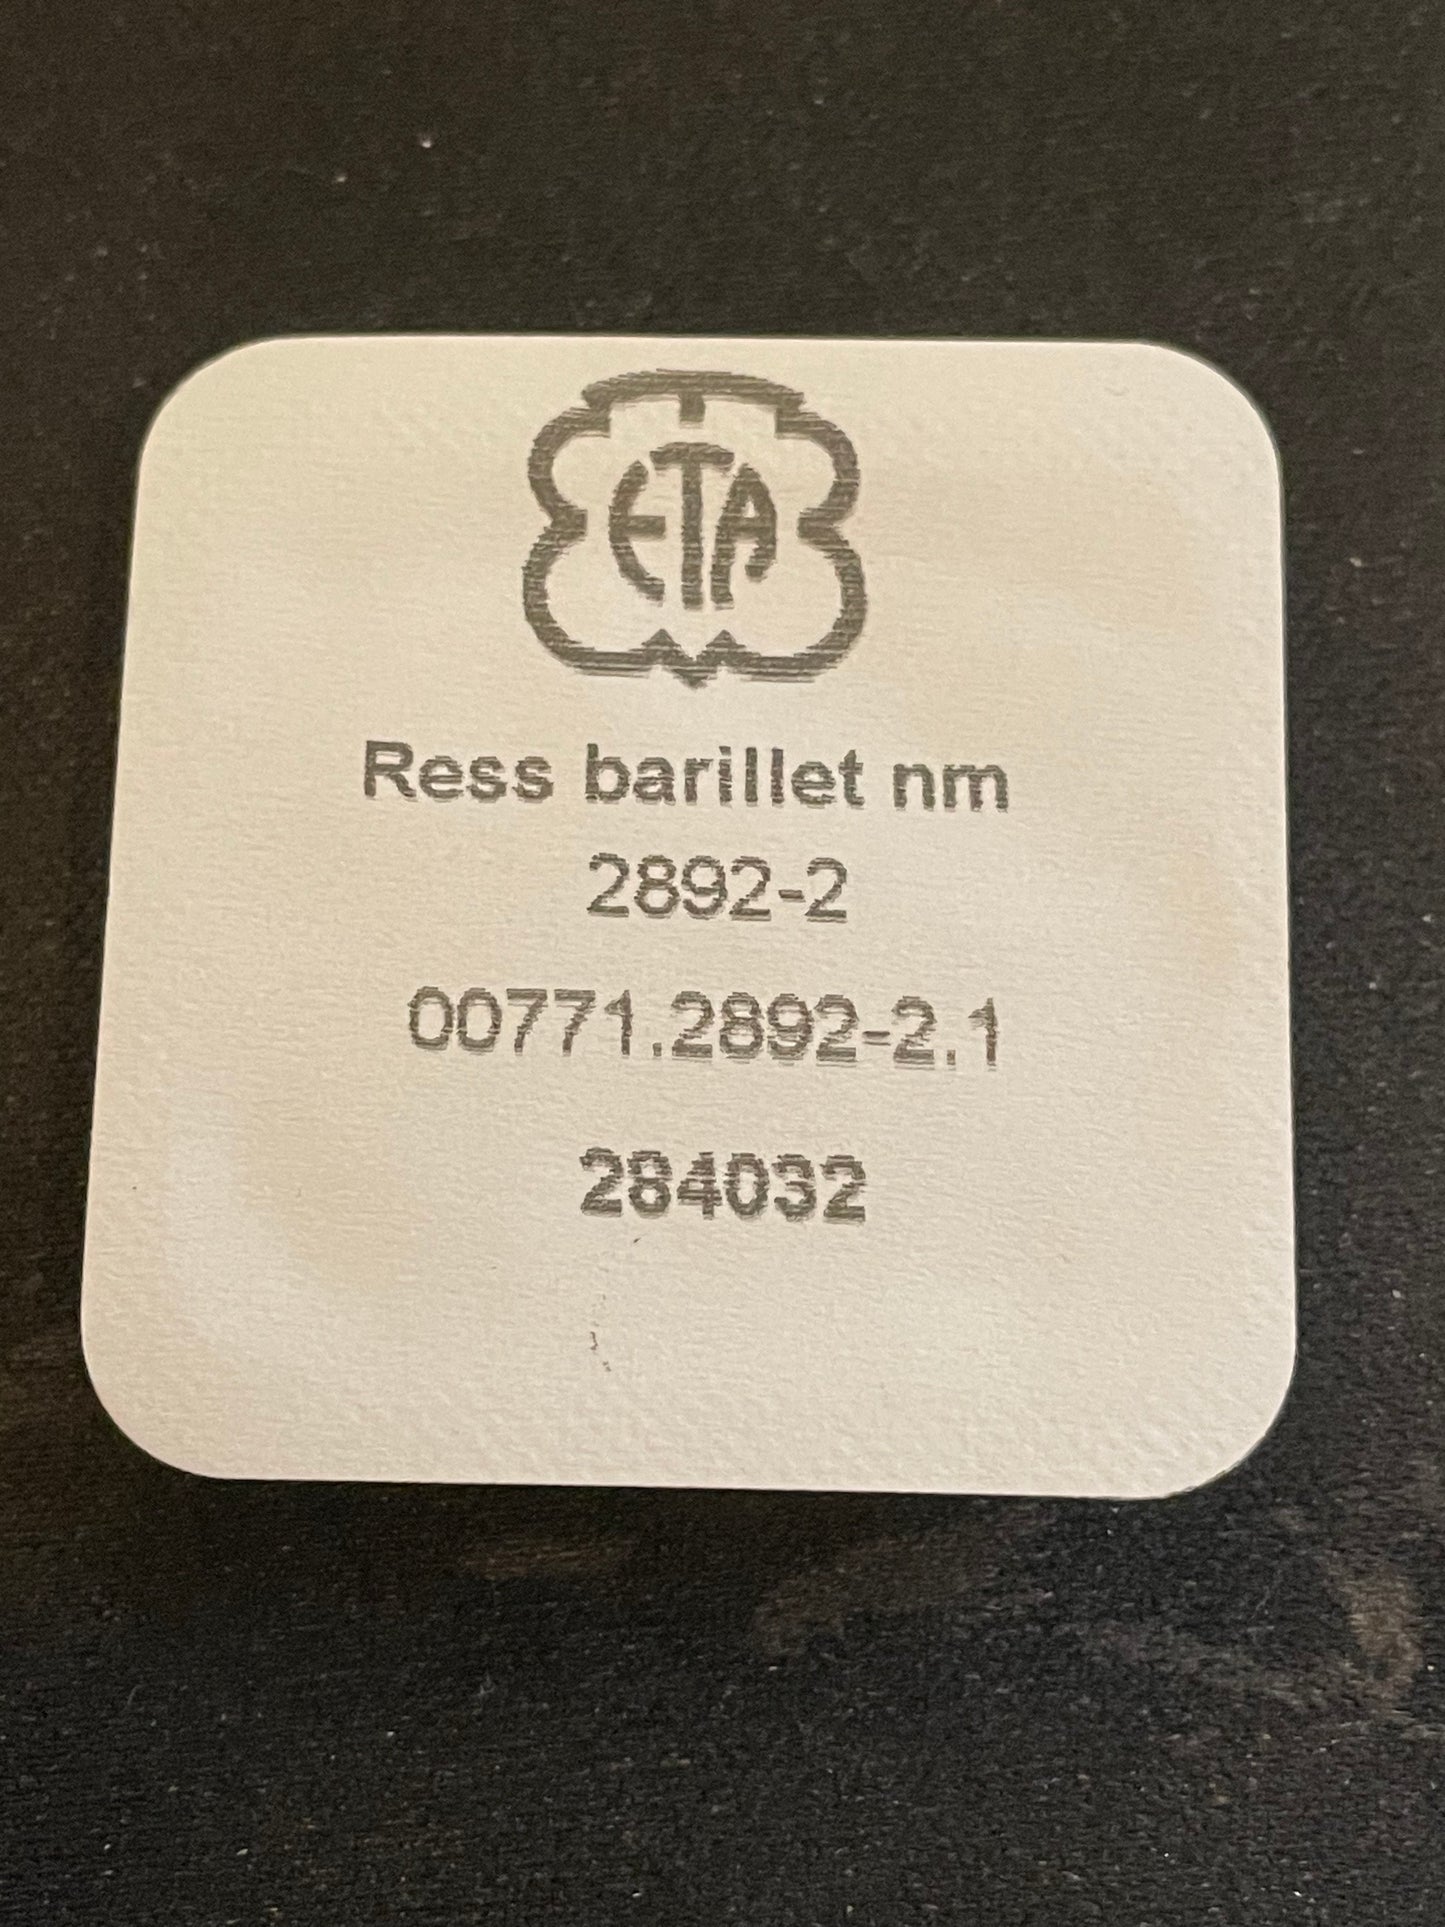 ETA
Ress barillet nm
2892-2
00771.2892-2.1
284032